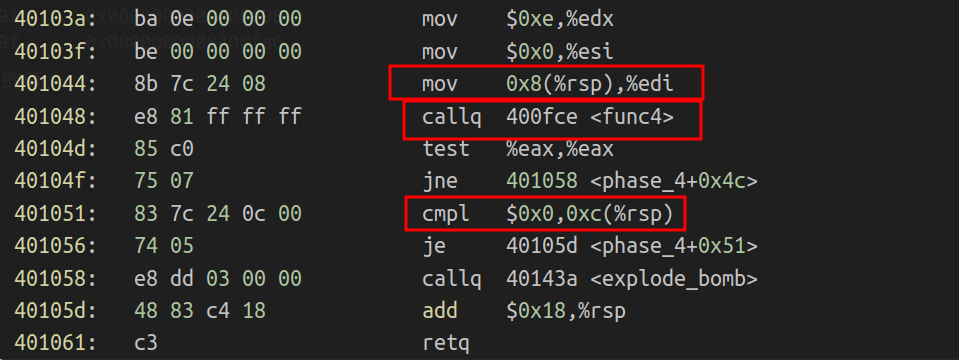 40103a: ba 0e 00 00 00 mov $0xe,%edx
40103f: be 00 00 00 00 mov $0x0,%esi
401044: 8b 7c 24 08 mov 0x8(%rsp),%edi
401048: e8 81 ff ff ff callq 400fce <func4>
40104d: 85 c0 test %eax,%eax
40104f: 75 07 jne 401058 <phase_4+0x4c>
401051: 83 7c 24 0c 00 cmpl $0x0,0xc(%rsp)
401056: 74 05 je 40105d <phase_4+0x51>
401058: e8 dd 03 00 00 callq 40143a <explode_bomb>
40105d: 48 83 c4 18 add $0x18,%rsp
401061: c3 retq